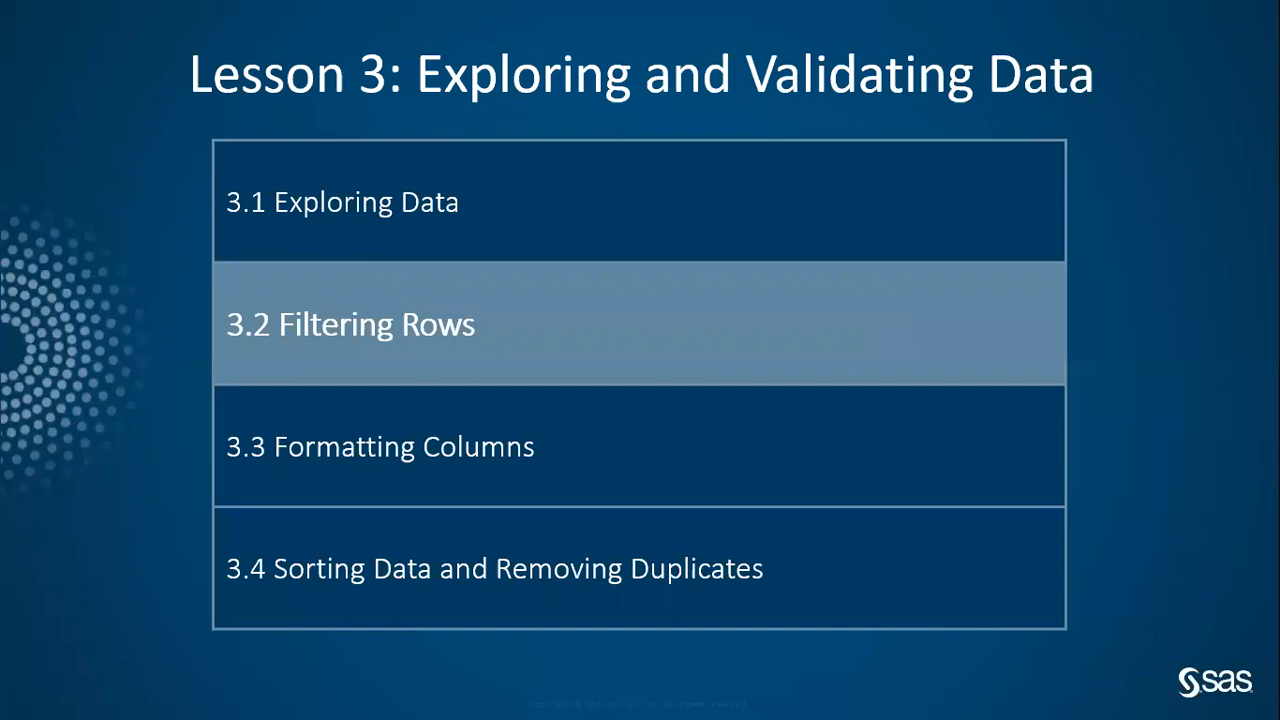 Lesson 3: Exploring and Validating Data
3.1 Exploring Data
3.2 Filtering Rows
3.3 Formatting Columns
3.4 Sorting Data and Removing Duplicates
sas